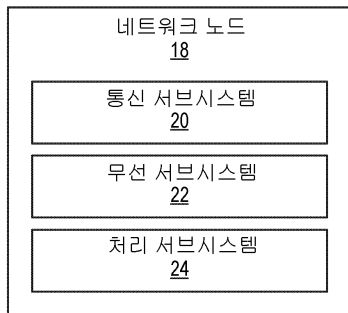 네트워크 노드
18
통신 서브시스템
20
무선 서브시스템
22
처리 서브시스템
24